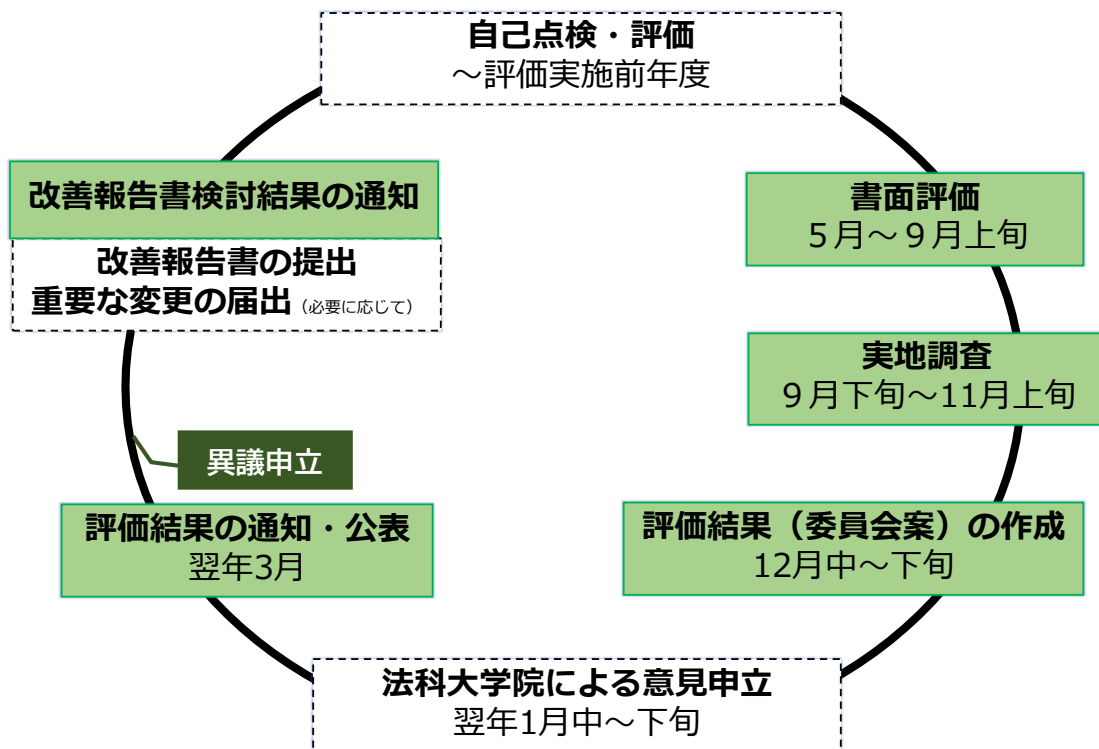 自己点検・評価
～評価実施前年度
書面評価
５月～９月上旬
実地調査
９月下旬～11月上旬
評価結果（委員会案）の作成
12月中～下旬
法科大学院による意見申立
翌年1月中～下旬
評価結果の通知・公表
翌年3月
異議申立
改善報告書検討結果の通知
改善報告書の提出
重要な変更の届出（必要に応じて）